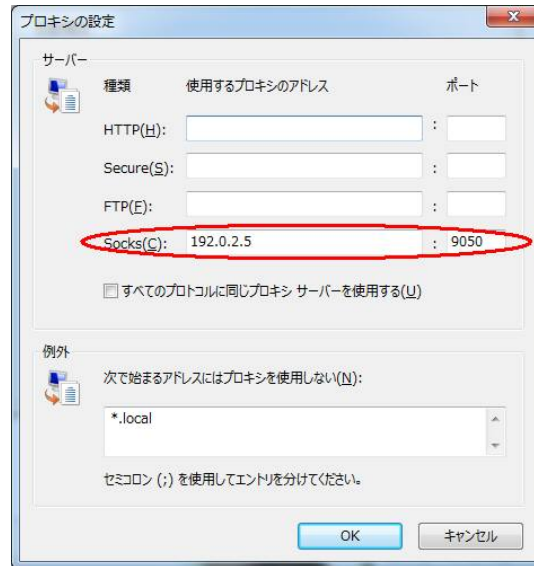 プロキシの設定
サーバー
種類 使用するプロキシのアドレス ポート
HTTP(H): :
Secure(S): :
FTP(F): :
Socks(C): 192.0.2.5 : 9050
すべてのプロトコルに同じプロキシ サーバーを使用する(U)
例外
次で始まるアドレスにはプロキシを使用しない(N):
*.local
セミコロン (;) を使用してエントリを分けてください。
OK キャンセル